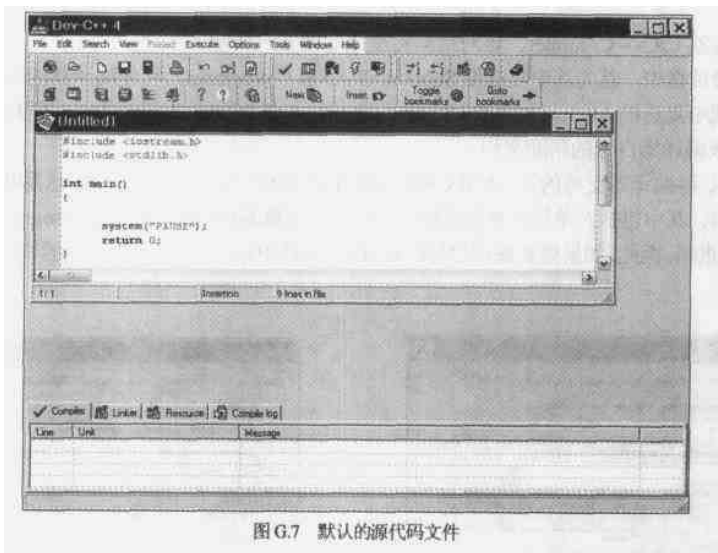 Dev-C++ 4
File Edit Search View Project Execute Options Tools Window Help
New Insert Toggle bookmarks Goto bookmarks
Untitled1
#include <iostream.h>
#include <stdlib.h>
int main()
{
system("PAUSE");
return 0;
}
1:1 Insertion 9 lines in file
Compiler Linker Resource Compile log
Line Unit Message
图 G.7 默认的源代码文件